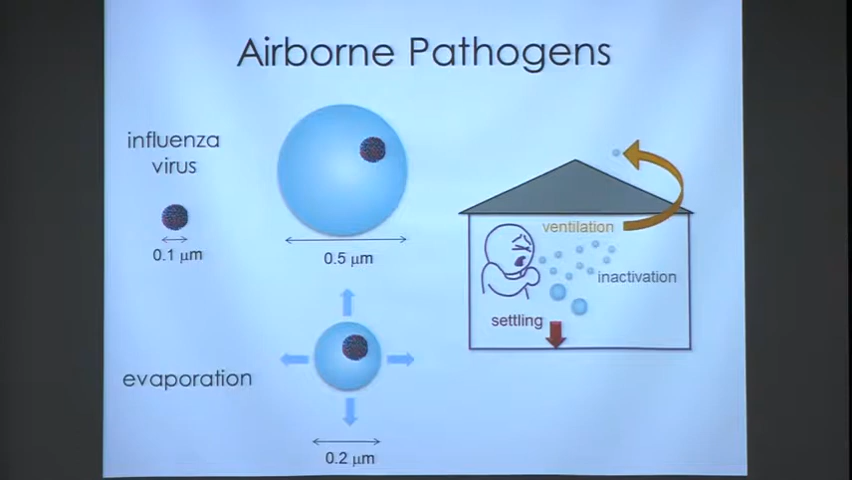 Airborne Pathogens
influenza
virus
0.1 μm
0.5 μm
evaporation
0.2 μm
ventilation
inactivation
settling